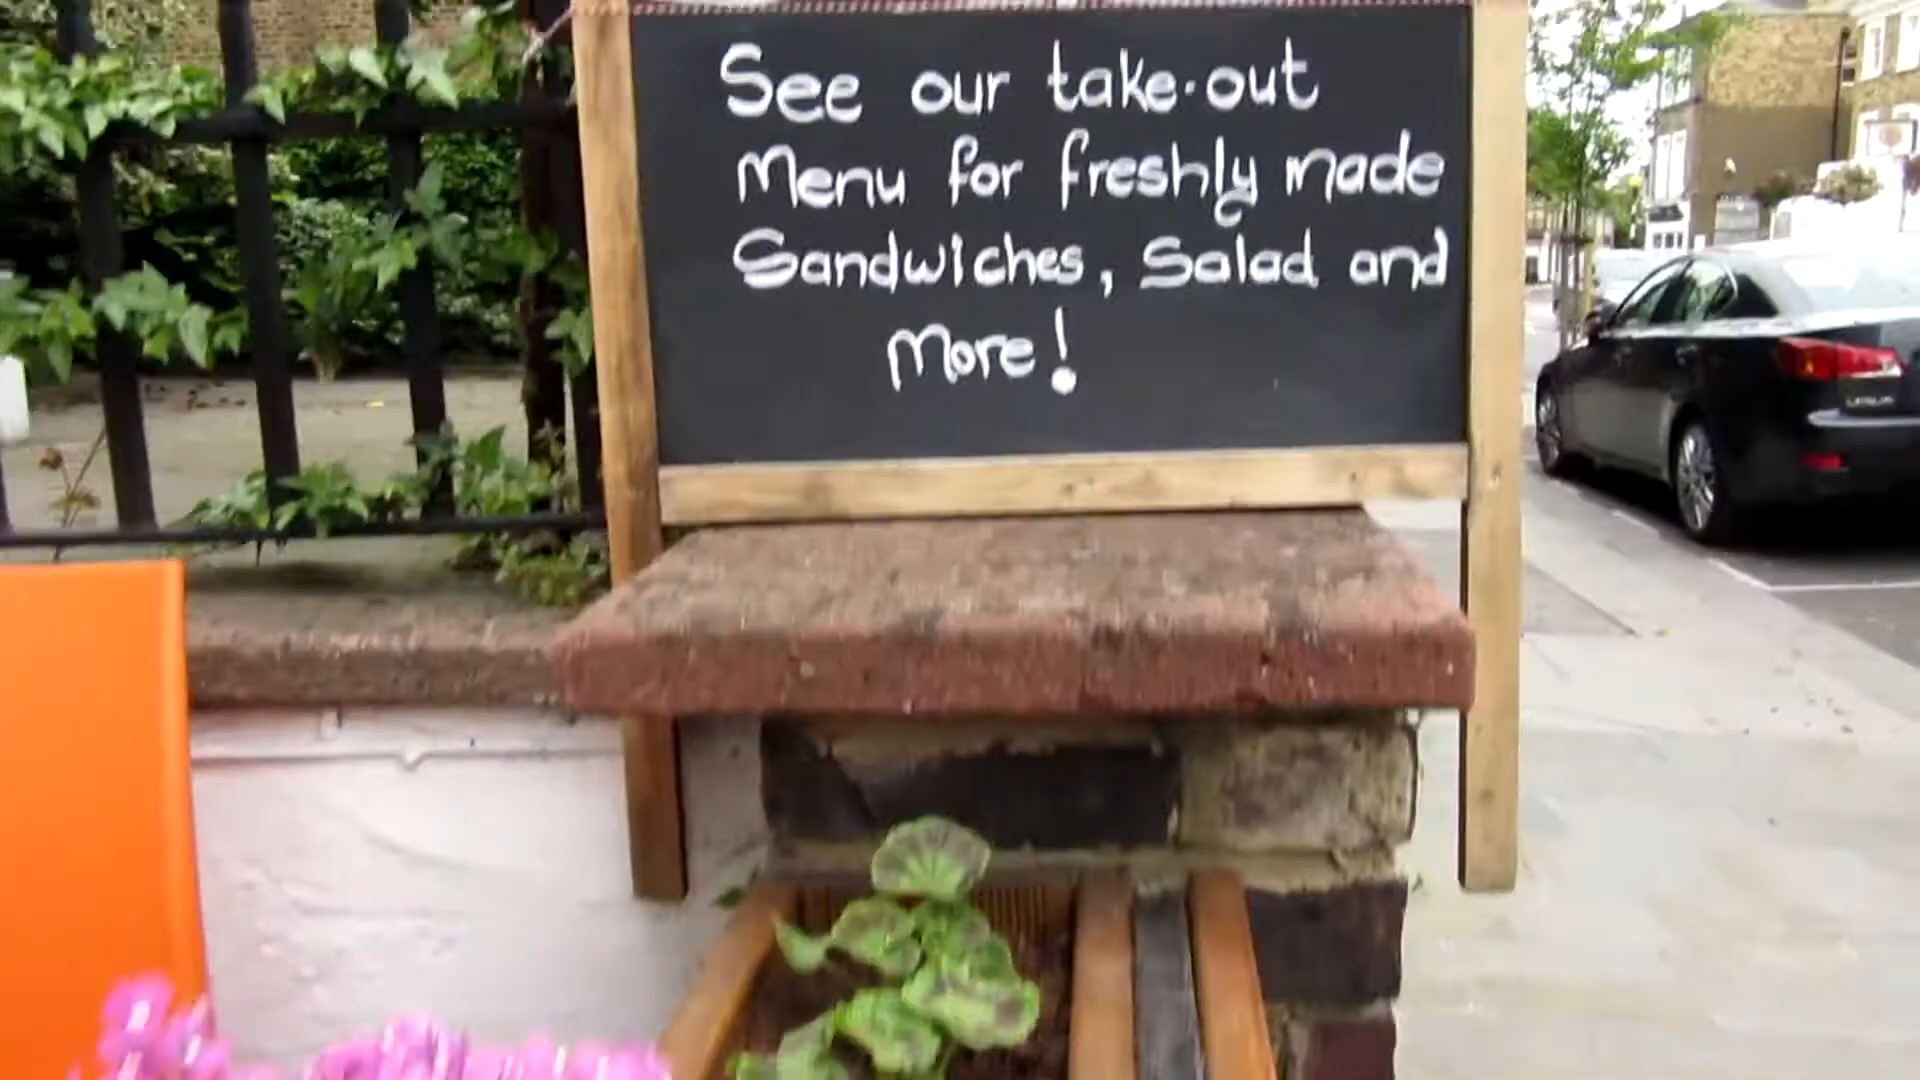 See our take-out
Menu for freshly made
Sandwiches, Salad and
More!